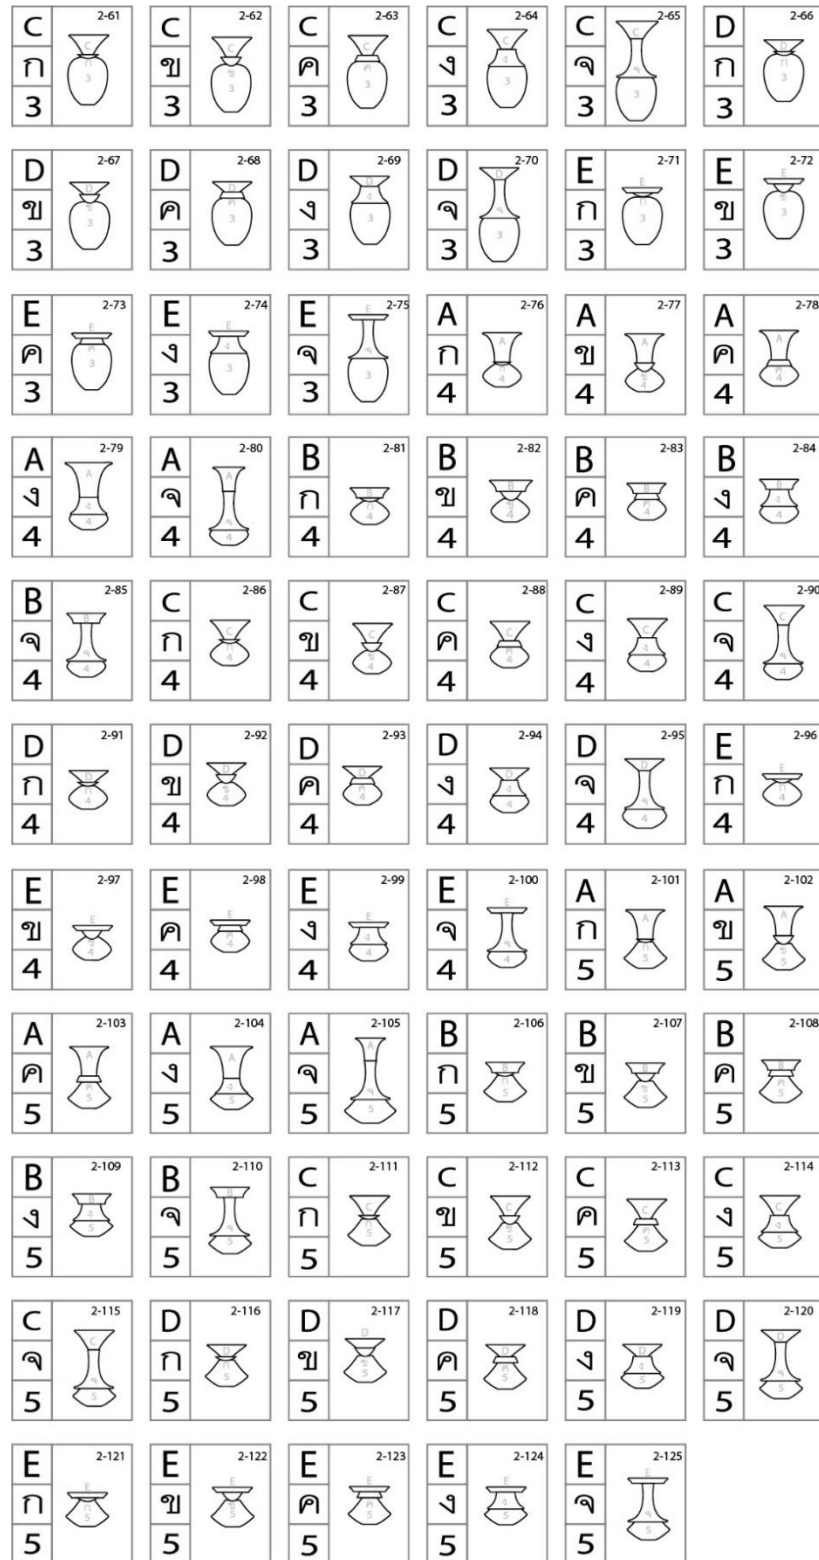 C 2-61 C 2-62 C 2-63 C 2-64 C 2-65 D 2-66
ก ข ค ง จ ก
3 3 3 3 3 3
D 2-67 D 2-68 D 2-69 D 2-70 E 2-71 E 2-72
ข ค ง จ ก ข
3 3 3 3 3 3
E 2-73 E 2-74 E 2-75 A 2-76 A 2-77 A 2-78
ค ง จ ก ข ค
3 3 3 4 4 4
A 2-79 A 2-80 B 2-81 B 2-82 B 2-83 B 2-84
ง จ ก ข ค ง
4 4 4 4 4 4
B 2-85 C 2-86 C 2-87 C 2-88 C 2-89 C 2-90
จ ก ข ค ง จ
4 4 4 4 4 4
D 2-91 D 2-92 D 2-93 D 2-94 D 2-95 E 2-96
ก ข ค ง จ ก
4 4 4 4 4 4
E 2-97 E 2-98 E 2-99 E 2-100 A 2-101 A 2-102
ข ค ง จ ก ข
4 4 4 4 5 5
A 2-103 A 2-104 A 2-105 B 2-106 B 2-107 B 2-108
ค ง จ ก ข ค
5 5 5 5 5 5
B 2-109 B 2-110 C 2-111 C 2-112 C 2-113 C 2-114
ง จ ก ข ค ง
5 5 5 5 5 5
C 2-115 D 2-116 D 2-117 D 2-118 D 2-119 D 2-120
จ ก ข ค ง จ
5 5 5 5 5 5
E 2-121 E 2-122 E 2-123 E 2-124 E 2-125
ก ข ค ง จ
5 5 5 5 5